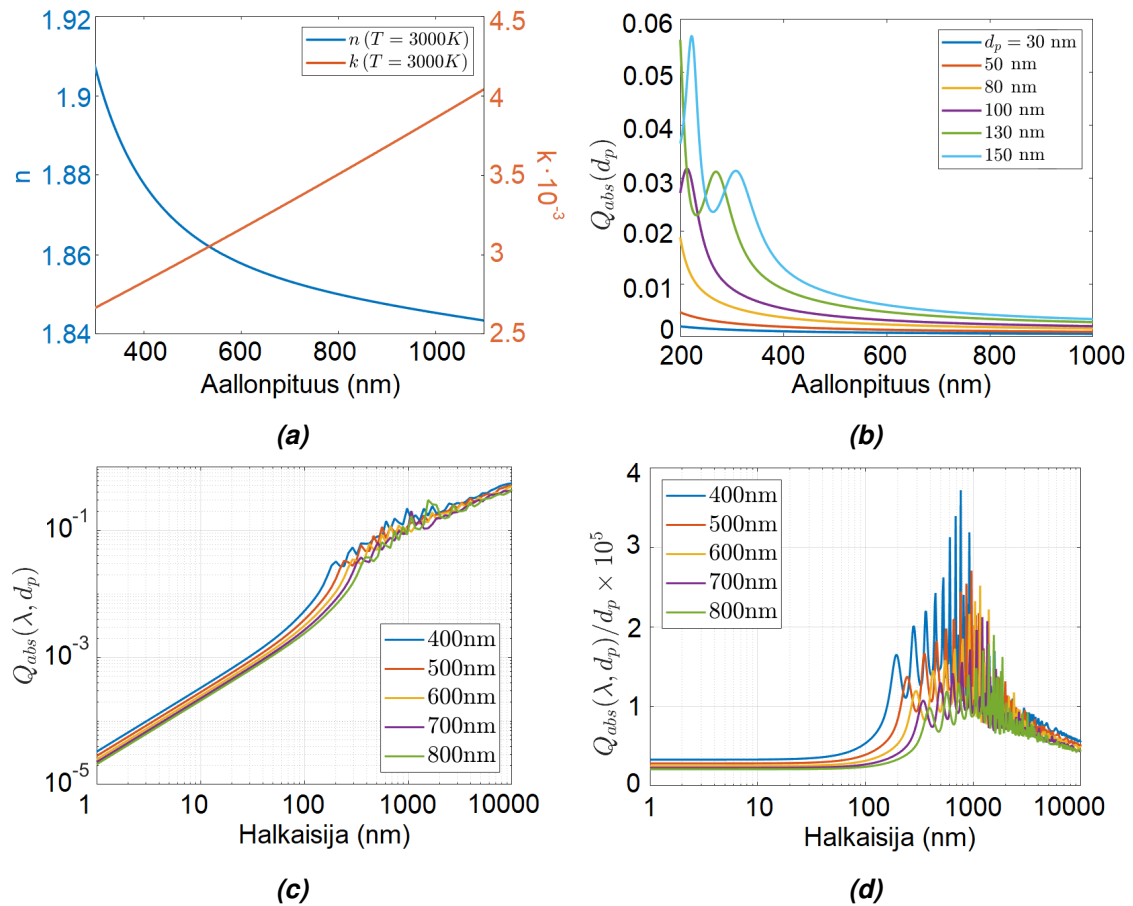 1.92
1.9
1.88
1.86
1.84
n
n (T = 3000K)
k (T = 3000K)
4.5
4
3.5
3
2.5
k·10⁻³
400 600 800 1000
Aallonpituus (nm)
(a)
0.06
0.05
0.04
0.03
0.02
0.01
0
Q_abs(d_p)
d_p = 30 nm
50 nm
80 nm
100 nm
130 nm
150 nm
200 400 600 800 1000
Aallonpituus (nm)
(b)
10⁻¹
10⁻³
10⁻⁵
Q_abs(λ, d_p)
400nm
500nm
600nm
700nm
800nm
1 10 100 1000 10000
Halkaisija (nm)
(c)
4
3
2
1
0
Q_abs(λ, d_p)/d_p × 10⁵
400nm
500nm
600nm
700nm
800nm
1 10 100 1000 10000
Halkaisija (nm)
(d)